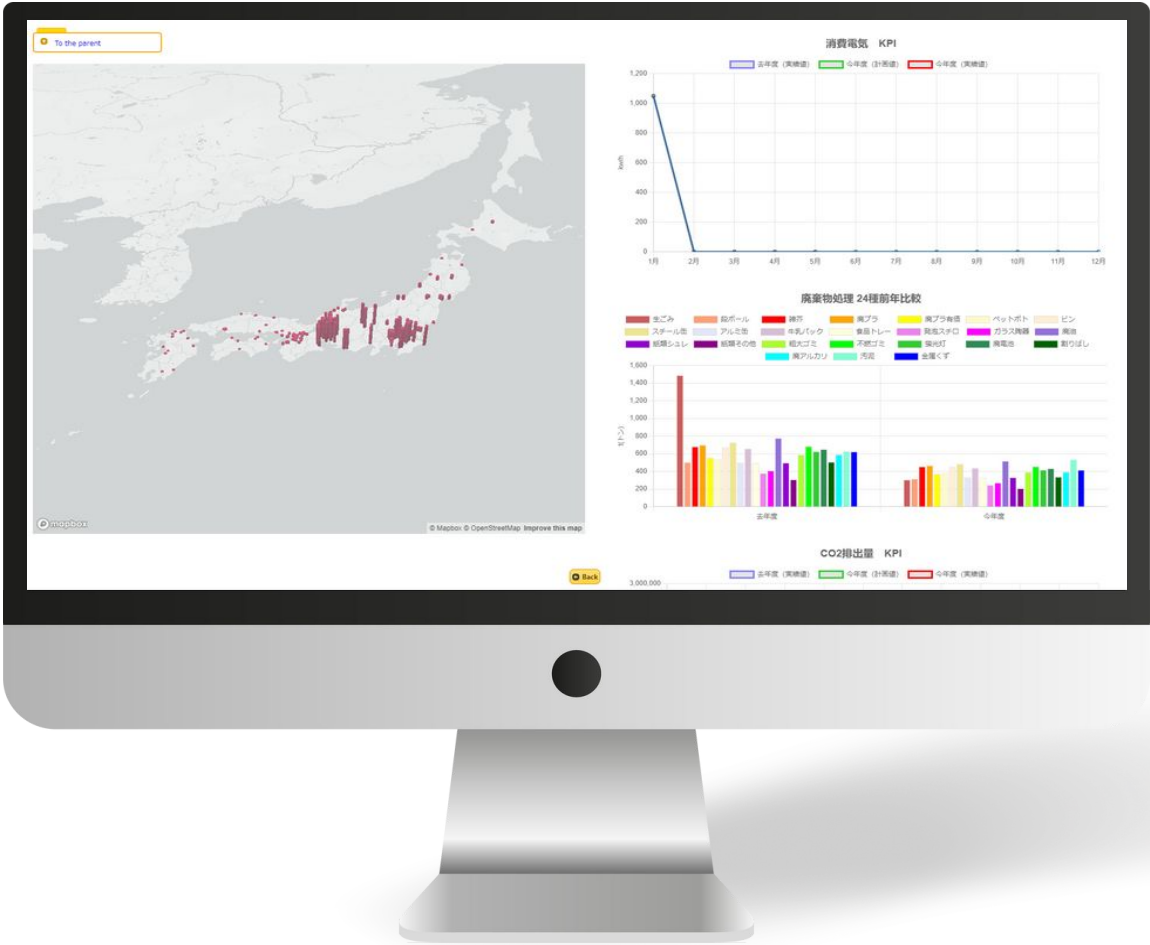 To the parent
mapbox
© Mapbox © OpenStreetMap Improve this map
Back
消費電気 KPI
去年度 (実績値) 今年度 (計画値) 今年度 (実績値)
1,200
1,000
800
600
400
200
0
kwh
1月 2月 3月 4月 5月 6月 7月 8月 9月 10月 11月 12月
廃棄物処理 24種前年比較
生ごみ 段ボール 雑芥 廃プラ 廃プラ有価 ペットボト ビン
スチール缶 アルミ缶 牛乳パック 食品トレー 発泡スチロ ガラス陶器 廃油
紙類シュレ 紙類その他 粗大ゴミ 不燃ゴミ 蛍光灯 廃電池 割りばし
廃アルカリ 汚泥 金属くず
1,600
1,400
1,200
1,000
800
600
400
200
0
t(トン)
去年度 今年度
CO2排出量 KPI
去年度 (実績値) 今年度 (計画値) 今年度 (実績値)
3,000,000